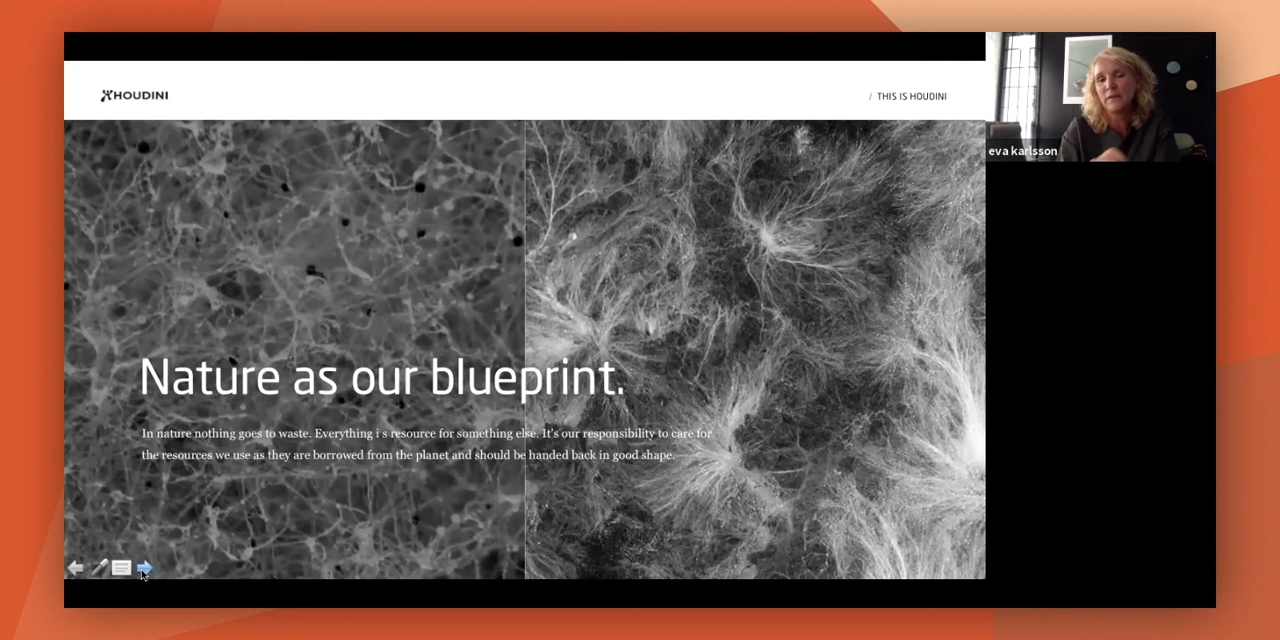 HOUDINI
/ THIS IS HOUDINI
eva karlsson
Nature as our blueprint.
In nature nothing goes to waste. Everything i s resource for something else. It's our responsibility to care for
the resources we use as they are borrowed from the planet and should be handed back in good shape.